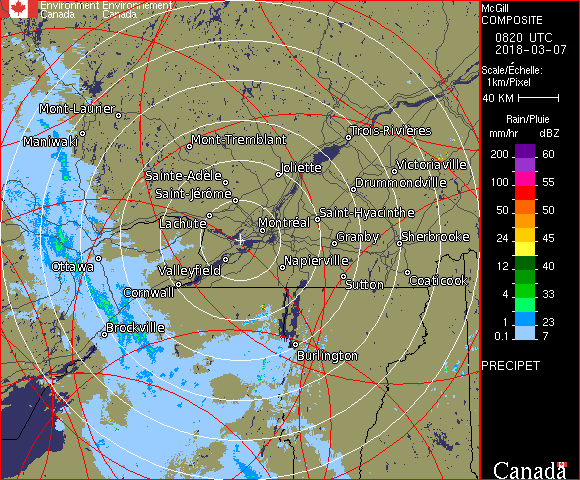 Environment Environnement
Canada Canada
McGill
COMPOSITE
0820 UTC
2018-03-07
Scale/Échelle:
1km/Pixel
40 KM
Rain/Pluie
mm/hr dBZ
200 60
150 55
100 55
50 50
24 45
12 40
4 33
1 23
0.1 7
PRECIPET
Canada
Mont-Laurier
Maniwaki
Mont-Tremblant
Trois-Rivières
Joliette
Victoriaville
Sainte-Adèle
Drummondville
Saint-Jérôme
Lachute
Saint-Hyacinthe
Montréal
Granby
Sherbrooke
Ottawa
Valleyfield
Napierville
Cornwall
Sutton
Coaticook
Brockville
Burlington